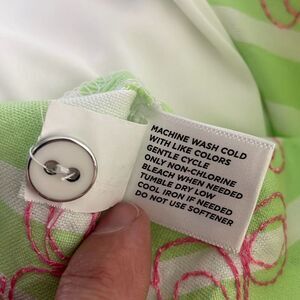 MACHINE WASH COLD
WITH LIKE COLORS
GENTLE CYCLE
ONLY NON-CHLORINE
BLEACH WHEN NEEDED
TUMBLE DRY LOW
COOL IRON IF NEEDED
DO NOT USE SOFTENER